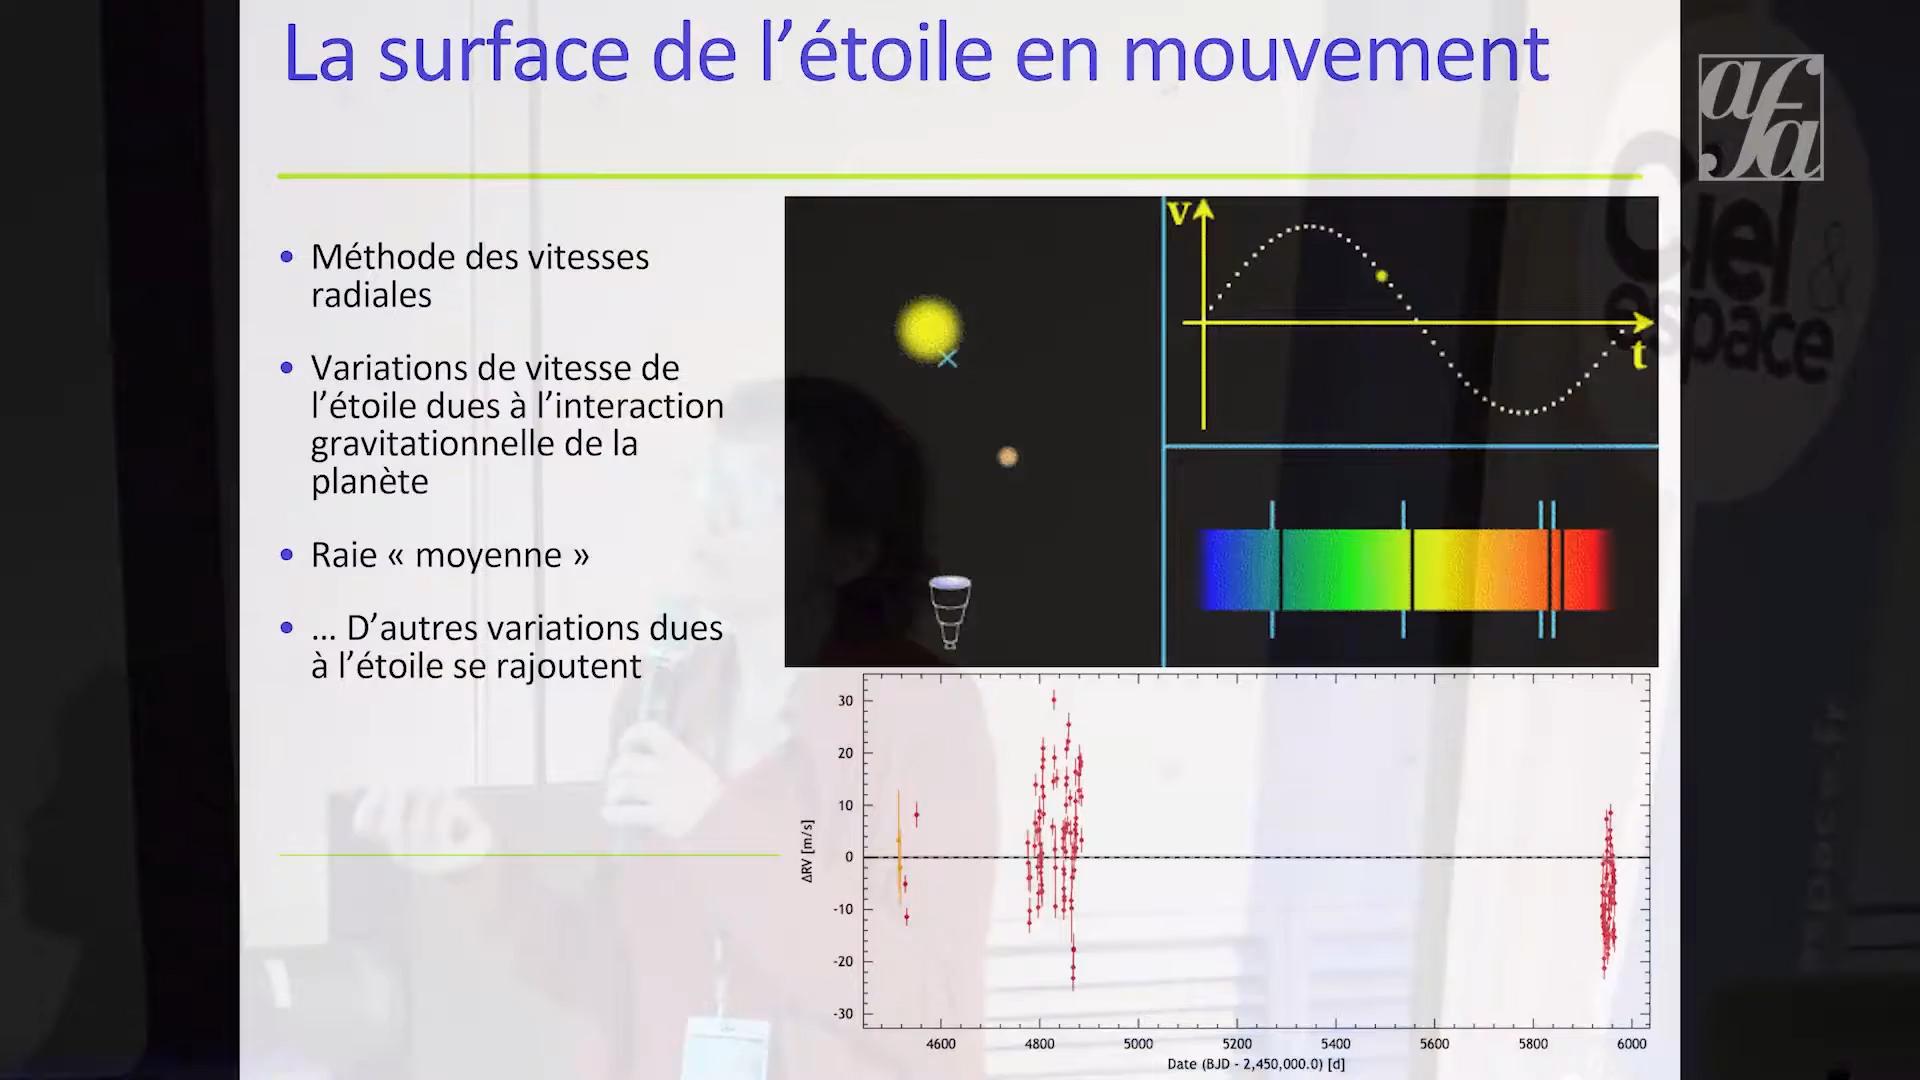 La surface de l’étoile en mouvement
afa
Ciel &
espace
• Méthode des vitesses
radiales
• Variations de vitesse de
l’étoile dues à l’interaction
gravitationnelle de la
planète
• Raie « moyenne »
• … D’autres variations dues
à l’étoile se rajoutent
v
t
30
20
10
0
-10
-20
-30
ΔRV [m/s]
4600 4800 5000 5200 5400 5600 5800 6000
Date (BJD - 2,450,000.0) [d]